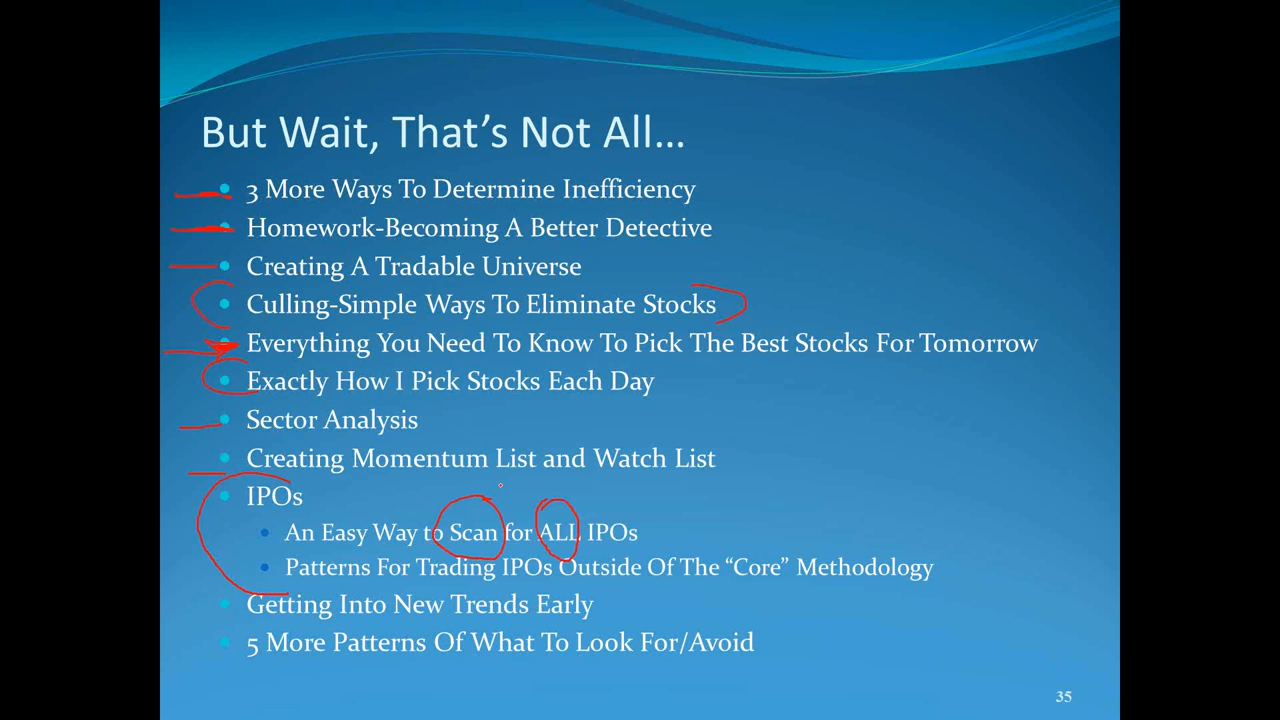 But Wait, That’s Not All…
• 3 More Ways To Determine Inefficiency
• Homework-Becoming A Better Detective
• Creating A Tradable Universe
• Culling-Simple Ways To Eliminate Stocks
• Everything You Need To Know To Pick The Best Stocks For Tomorrow
• Exactly How I Pick Stocks Each Day
• Sector Analysis
• Creating Momentum List and Watch List
• IPOs
• An Easy Way to Scan for ALL IPOs
• Patterns For Trading IPOs Outside Of The “Core” Methodology
• Getting Into New Trends Early
• 5 More Patterns Of What To Look For/Avoid
35